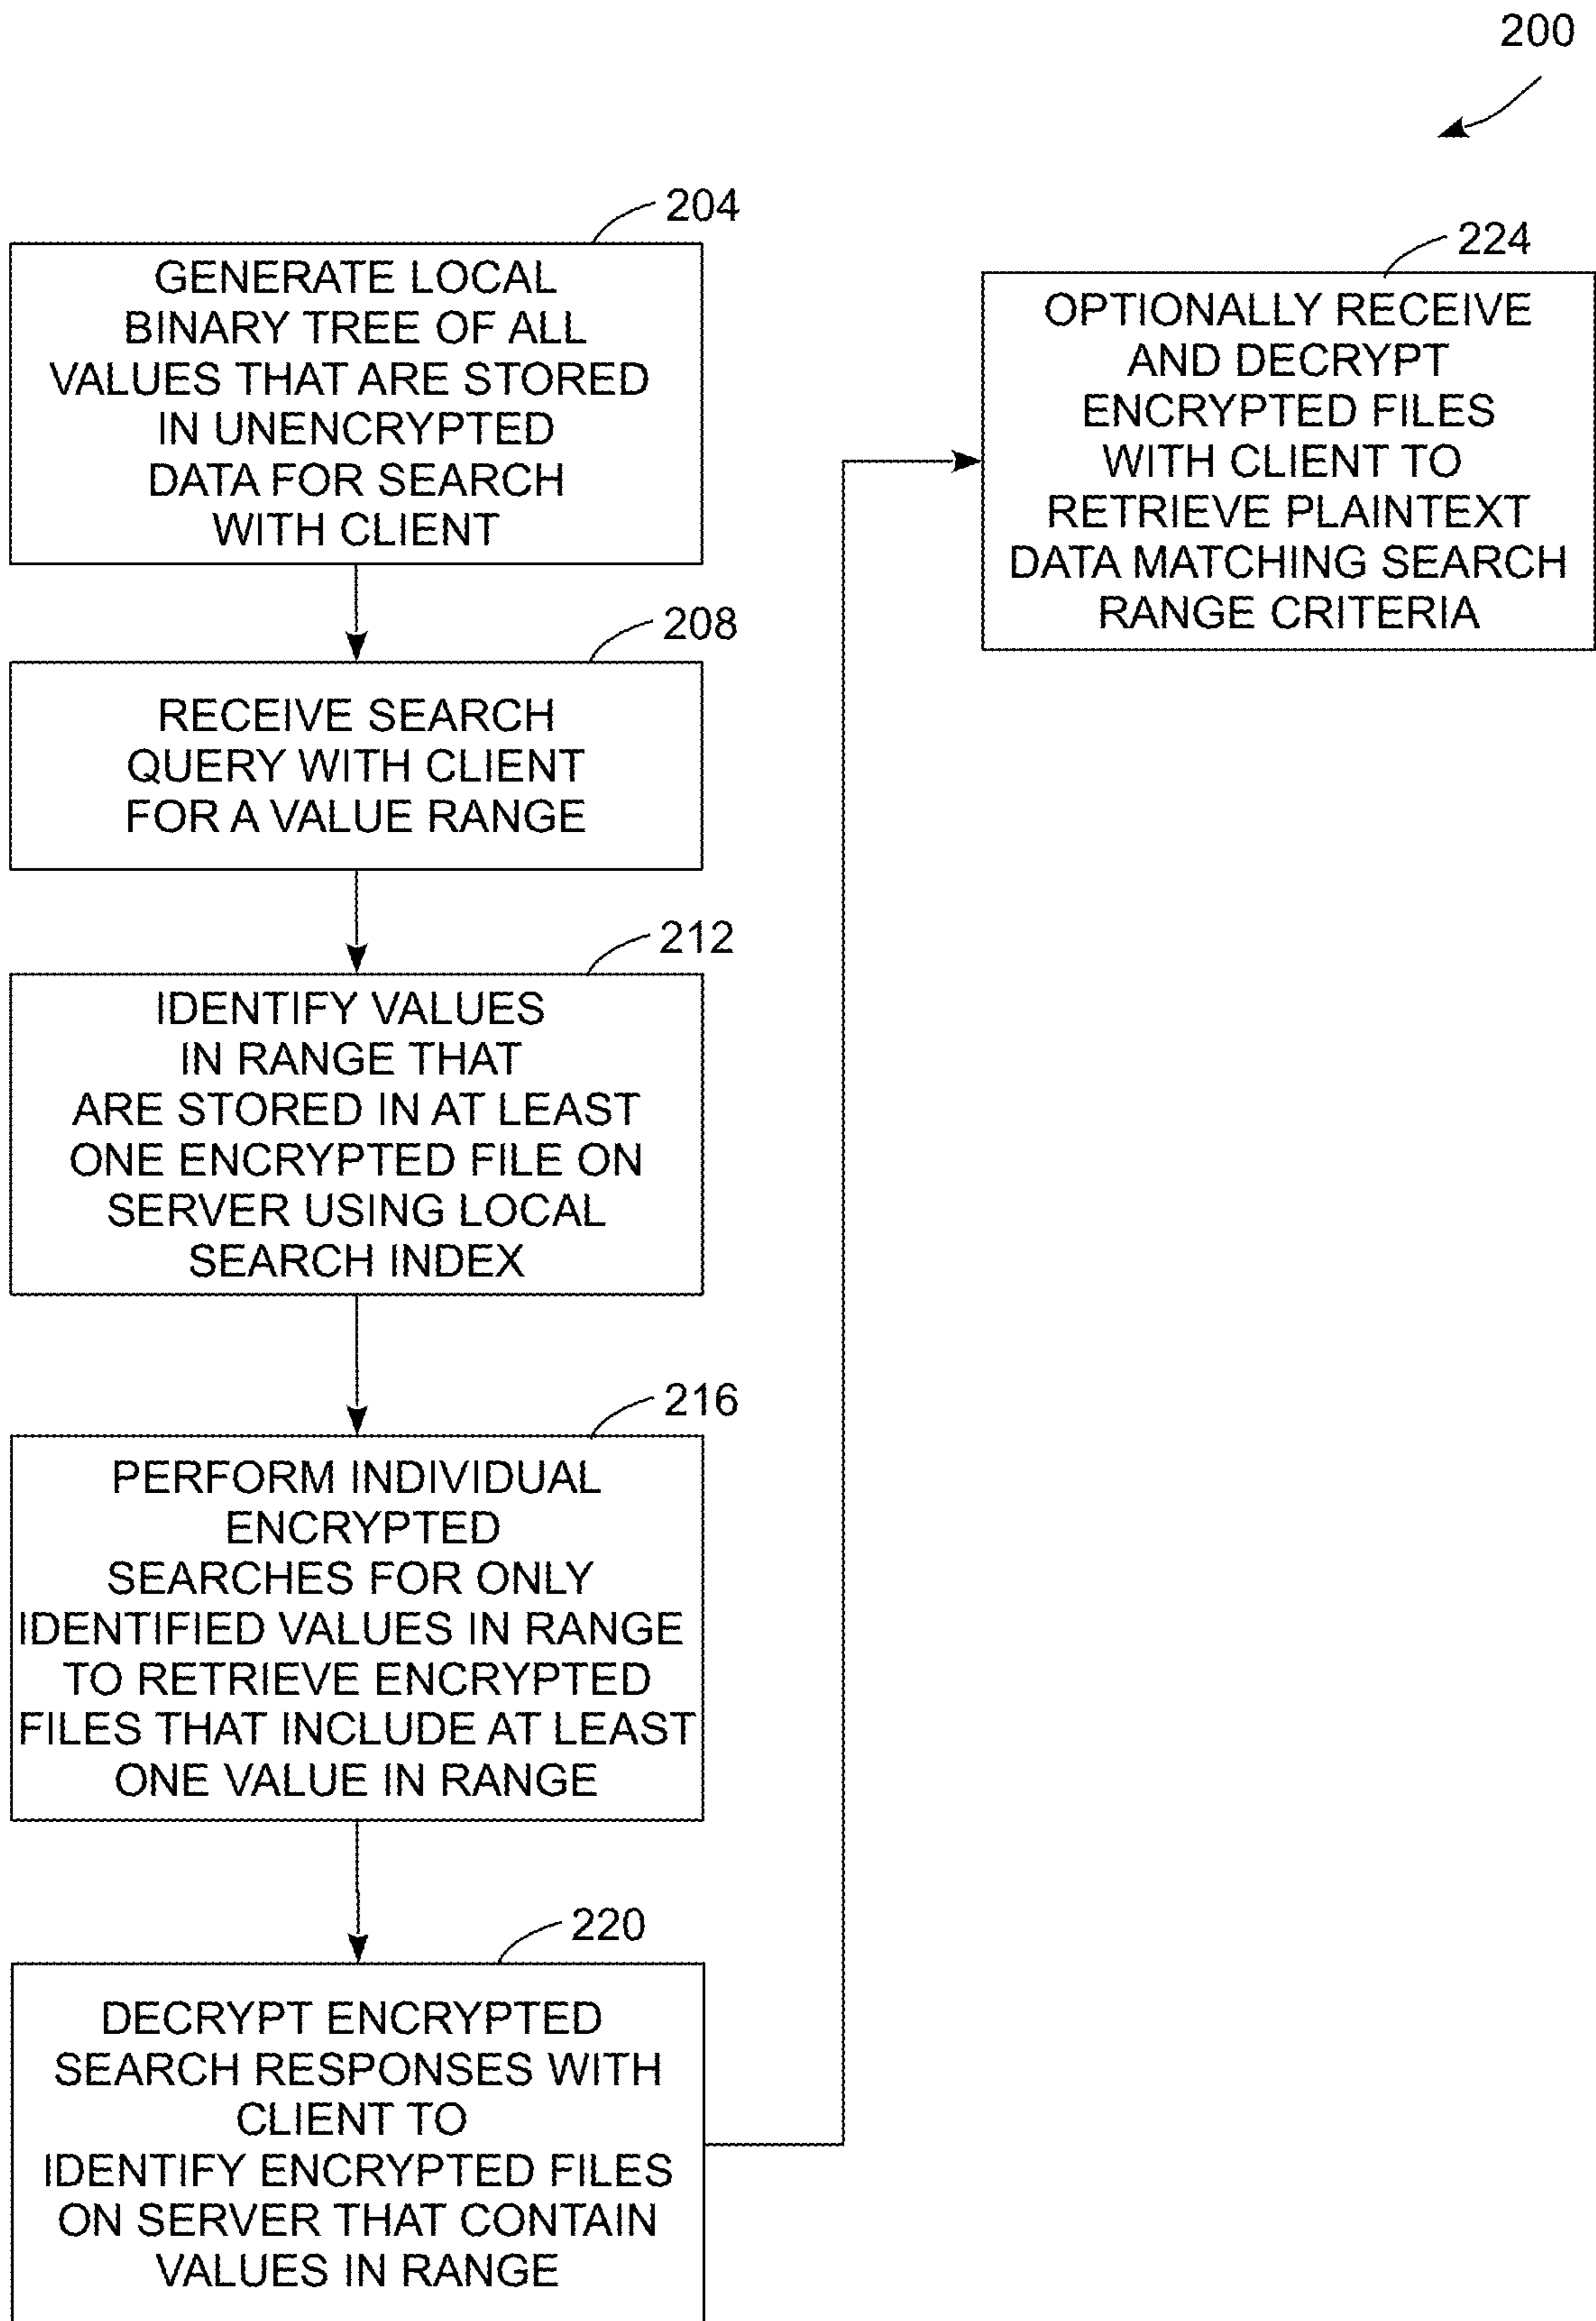 200
204
GENERATE LOCAL
BINARY TREE OF ALL
VALUES THAT ARE STORED
IN UNENCRYPTED
DATA FOR SEARCH
WITH CLIENT
208
RECEIVE SEARCH
QUERY WITH CLIENT
FOR A VALUE RANGE
212
IDENTIFY VALUES
IN RANGE THAT
ARE STORED IN AT LEAST
ONE ENCRYPTED FILE ON
SERVER USING LOCAL
SEARCH INDEX
216
PERFORM INDIVIDUAL
ENCRYPTED
SEARCHES FOR ONLY
IDENTIFIED VALUES IN RANGE
TO RETRIEVE ENCRYPTED
FILES THAT INCLUDE AT LEAST
ONE VALUE IN RANGE
220
DECRYPT ENCRYPTED
SEARCH RESPONSES WITH
CLIENT TO
IDENTIFY ENCRYPTED FILES
ON SERVER THAT CONTAIN
VALUES IN RANGE
224
OPTIONALLY RECEIVE
AND DECRYPT
ENCRYPTED FILES
WITH CLIENT TO
RETRIEVE PLAINTEXT
DATA MATCHING SEARCH
RANGE CRITERIA